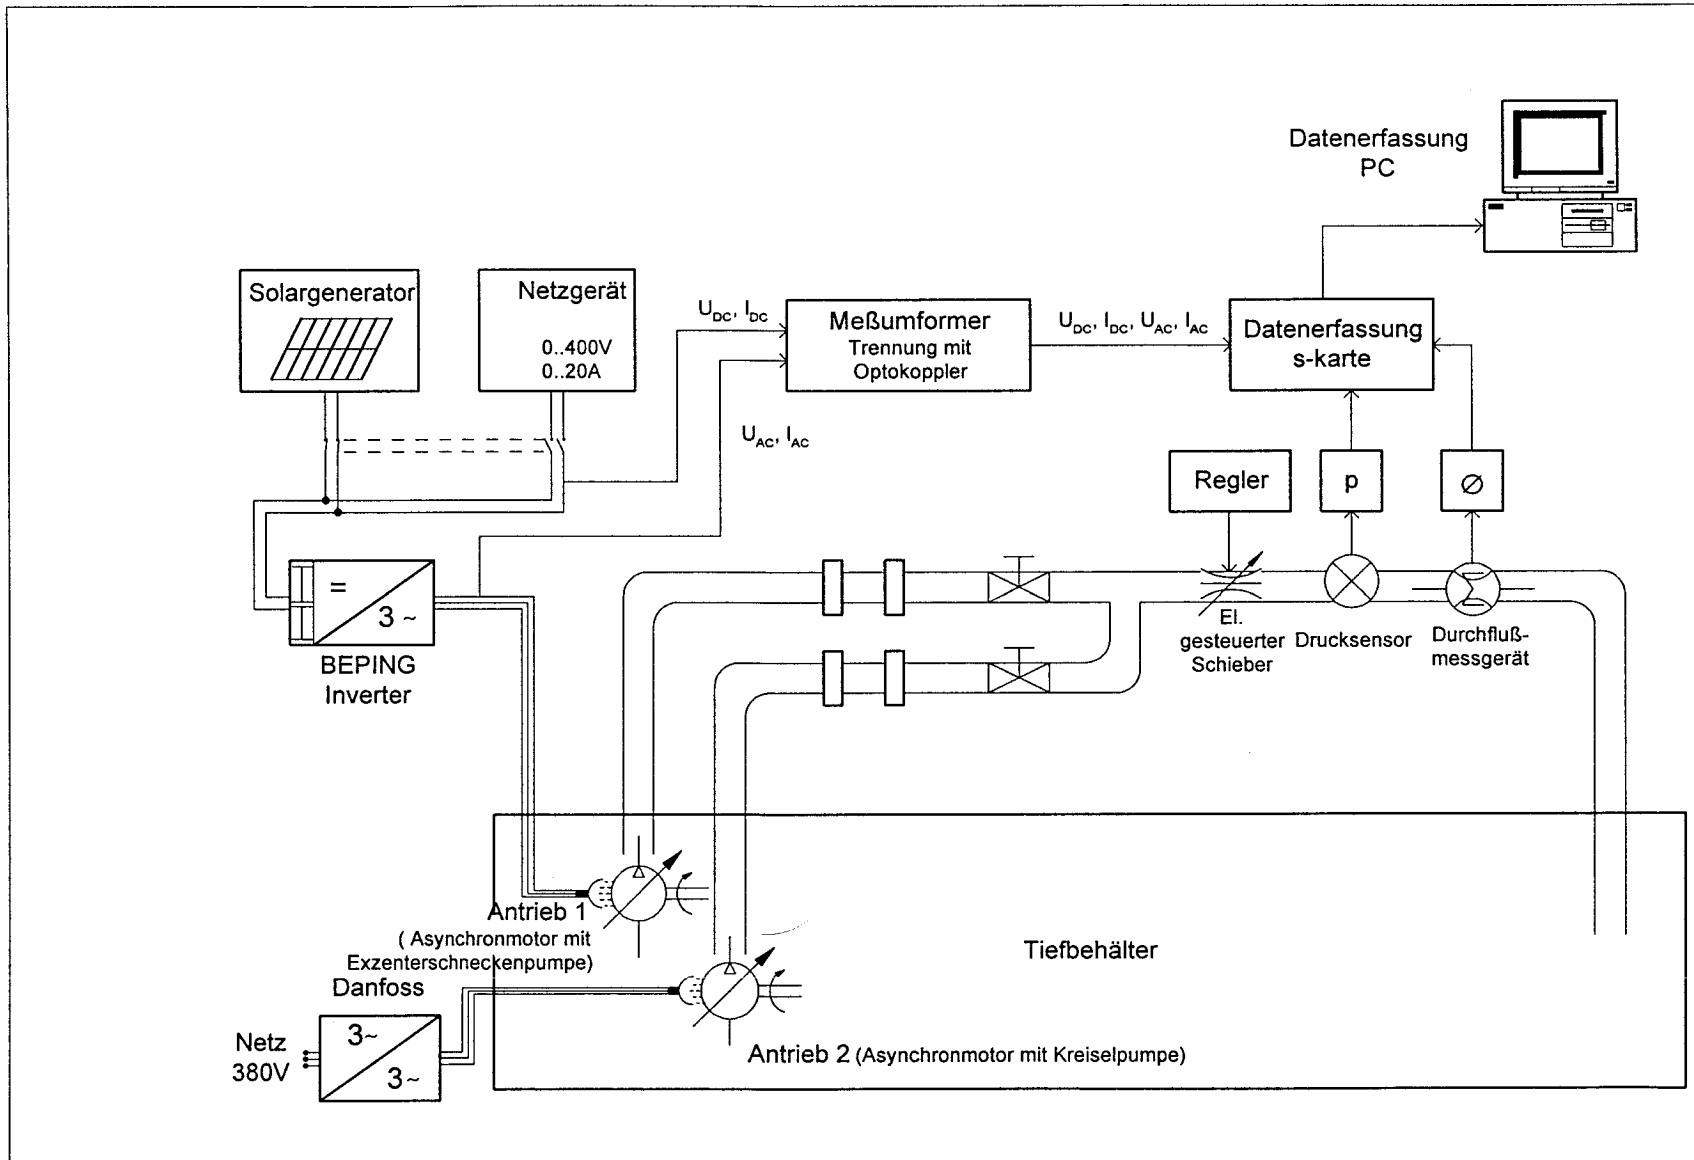 Datenerfassung
PC
Solargenerator
Netzgerät
0..400V
0..20A
U_DC, I_DC
Meßumformer
Trennung mit
Optokoppler
U_DC, I_DC, U_AC, I_AC
Datenerfassung
s-karte
U_AC, I_AC
Regler
p
∅
=
3 ~
BEPING
Inverter
El.
gesteuerter
Schieber
Drucksensor
Durchfluß-
messgerät
Antrieb 1
( Asynchronmotor mit
Exzenterschneckenpumpe)
Tiefbehälter
Danfoss
Netz
380V
3~
3~
Antrieb 2 (Asynchronmotor mit Kreiselpumpe)